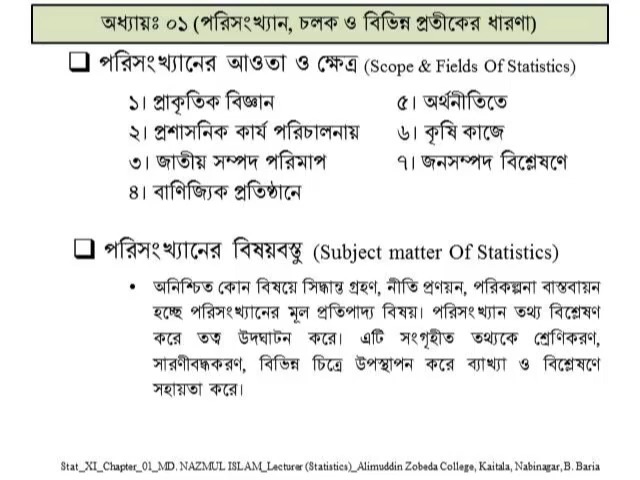 অধ্যায়ঃ ০১ (পরিসংখ্যান, চলক ও বিভিন্ন প্রতীকের ধারণা)
পরিসংখ্যানের আওতা ও ক্ষেত্র (Scope & Fields Of Statistics)
১। প্রাকৃতিক বিজ্ঞান
২। প্রশাসনিক কার্য পরিচালনায়
৩। জাতীয় সম্পদ পরিমাপ
৪। বাণিজ্যিক প্রতিষ্ঠানে
৫। অর্থনীতিতে
৬। কৃষি কাজে
৭। জনসম্পদ বিশ্লেষণে
পরিসংখ্যানের বিষয়বস্তু (Subject matter Of Statistics)
• অনিশ্চিত কোন বিষয়ে সিদ্ধান্ত গ্রহণ, নীতি প্রণয়ন, পরিকল্পনা বাস্তবায়ন
হচ্ছে পরিসংখ্যানের মূল প্রতিপাদ্য বিষয়। পরিসংখ্যান তথ্য বিশ্লেষণ
করে তত্ব উদঘাটন করে। এটি সংগৃহীত তথ্যকে শ্রেণিকরণ,
সারণীবদ্ধকরণ, বিভিন্ন চিত্রে উপস্থাপন করে ব্যাখ্যা ও বিশ্লেষণে
সহায়তা করে।
Stat_XI_Chapter_01_MD. NAZMUL ISLAM_Lecturer (Statistics)_Alimuddin Zobeda College, Kaitala, Nabinagar, B. Baria